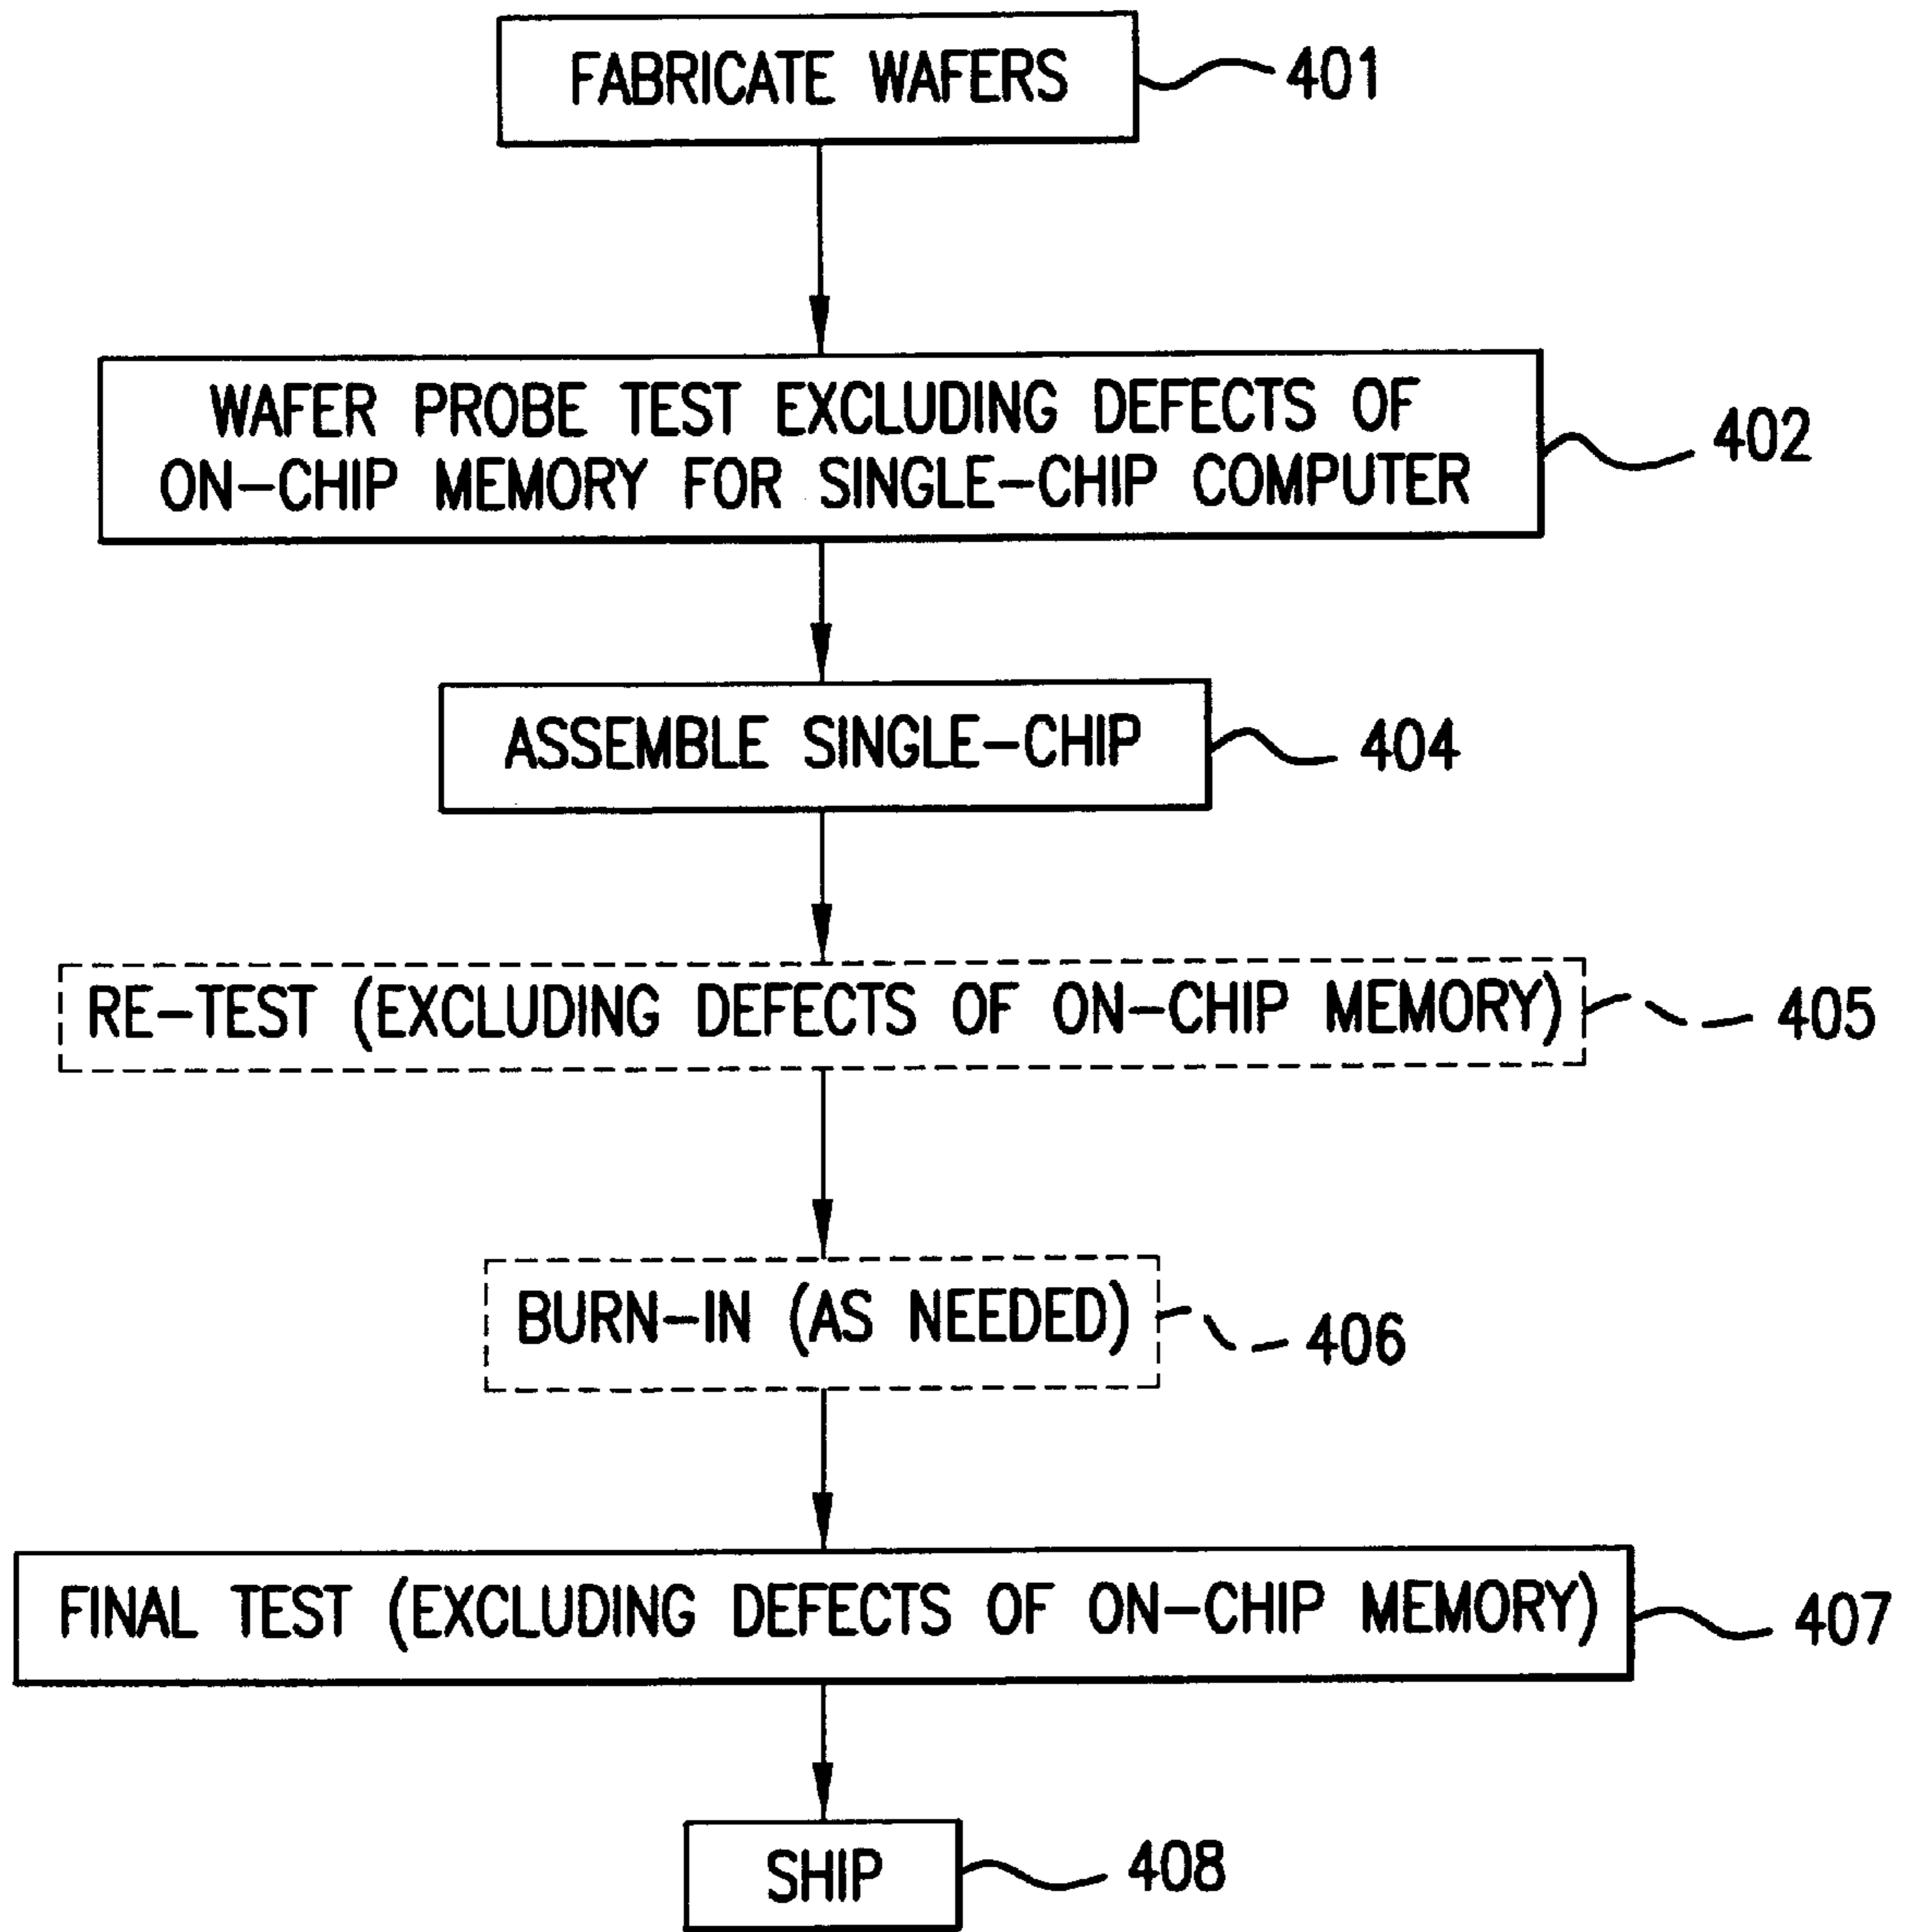 FABRICATE WAFERS
401
WAFER PROBE TEST EXCLUDING DEFECTS OF
ON-CHIP MEMORY FOR SINGLE-CHIP COMPUTER
402
ASSEMBLE SINGLE-CHIP
404
RE-TEST (EXCLUDING DEFECTS OF ON-CHIP MEMORY)
405
BURN-IN (AS NEEDED)
406
FINAL TEST (EXCLUDING DEFECTS OF ON-CHIP MEMORY)
407
SHIP
408